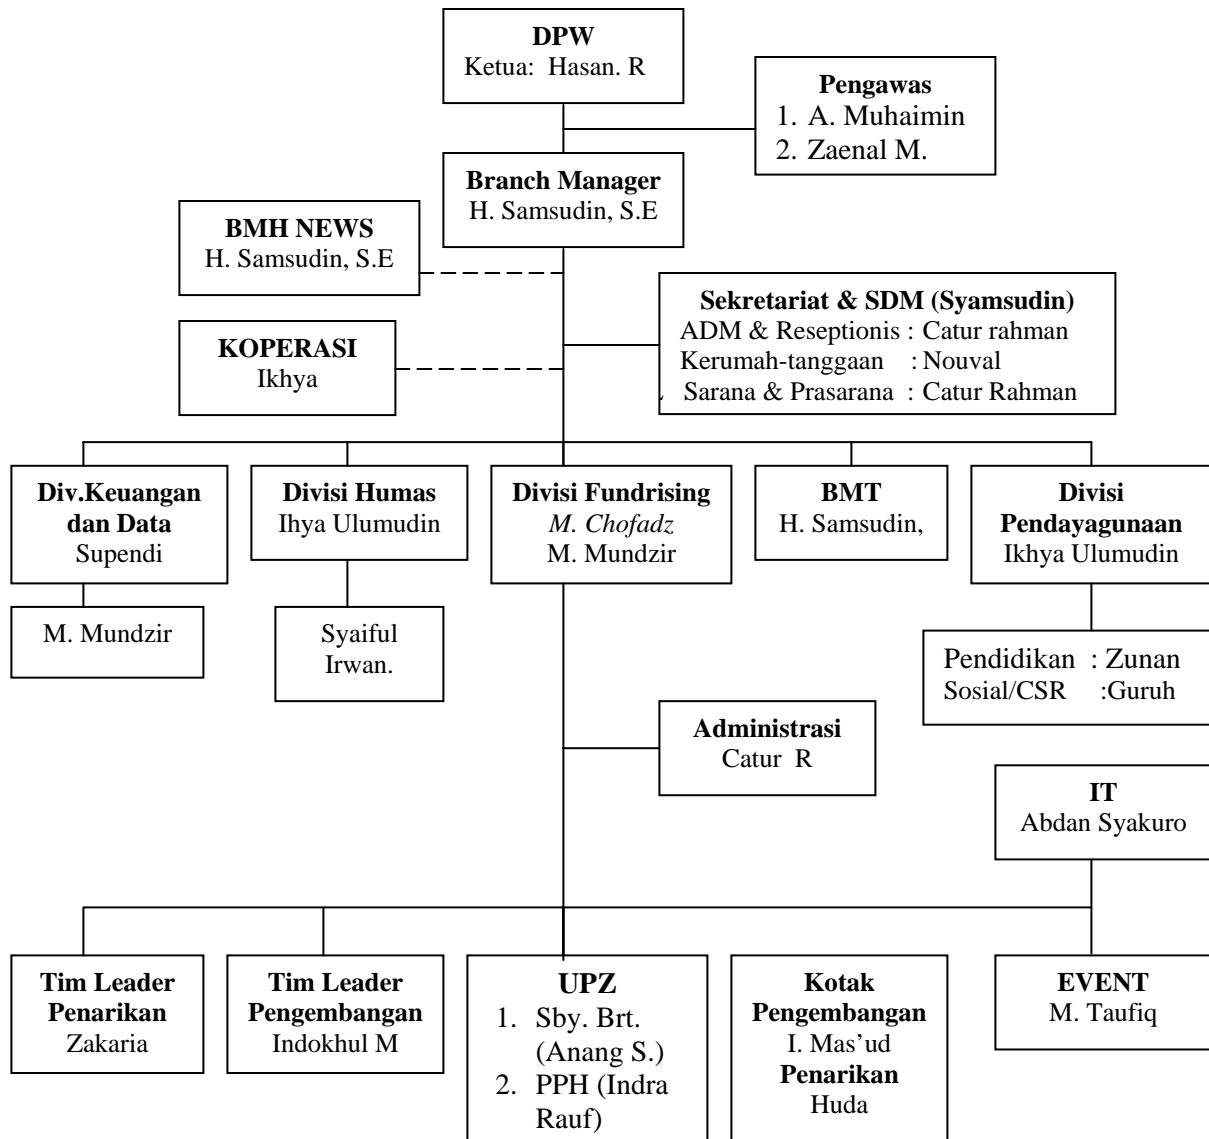 DPW
Ketua: Hasan. R
Pengawas
1. A. Muhaimin
2. Zaenal M.
Branch Manager
H. Samsudin, S.E
BMH NEWS
H. Samsudin, S.E
Sekretariat & SDM (Syamsudin)
ADM & Reseptionis : Catur rahman
Kerumah-tanggaan : Nouval
Sarana & Prasarana : Catur Rahman
KOPERASI
Ikhya
Div.Keuangan
dan Data
Supendi
Divisi Humas
Ihya Ulumudin
Divisi Fundrising
M. Chofadz
M. Mundzir
BMT
H. Samsudin,
Divisi
Pendayagunaan
Ikhya Ulumudin
M. Mundzir
Syaiful
Irwan.
Pendidikan : Zunan
Sosial/CSR :Guruh
Administrasi
Catur R
IT
Abdan Syakuro
Tim Leader
Penarikan
Zakaria
Tim Leader
Pengembangan
Indokhul M
UPZ
1. Sby. Brt.
(Anang S.)
2. PPH (Indra
Rauf)
Kotak
Pengembangan
I. Mas’ud
Penarikan
Huda
EVENT
M. Taufiq